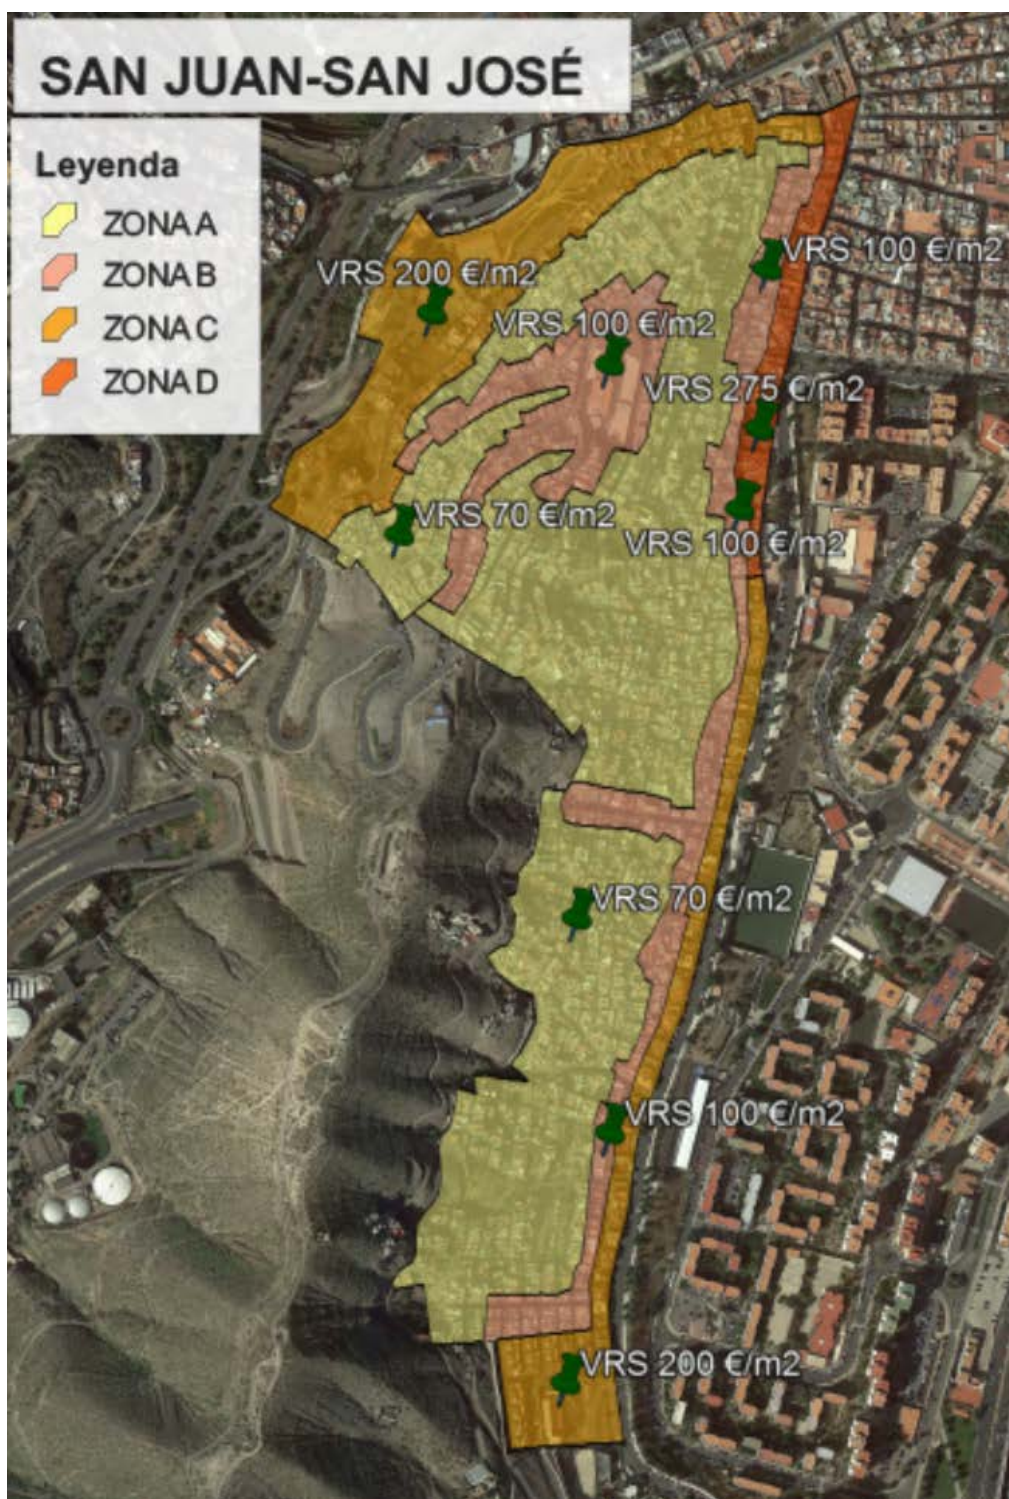 SAN JUAN-SAN JOSÉ
Leyenda
ZONA A
ZONA B
ZONA C
ZONA D
VRS 100 €/m2
VRS 200 €/m2
VRS 100 €/m2
VRS 275 €/m2
VRS 70 €/m2
VRS 100 €/m2
VRS 70 €/m2
VRS 100 €/m2
VRS 200 €/m2